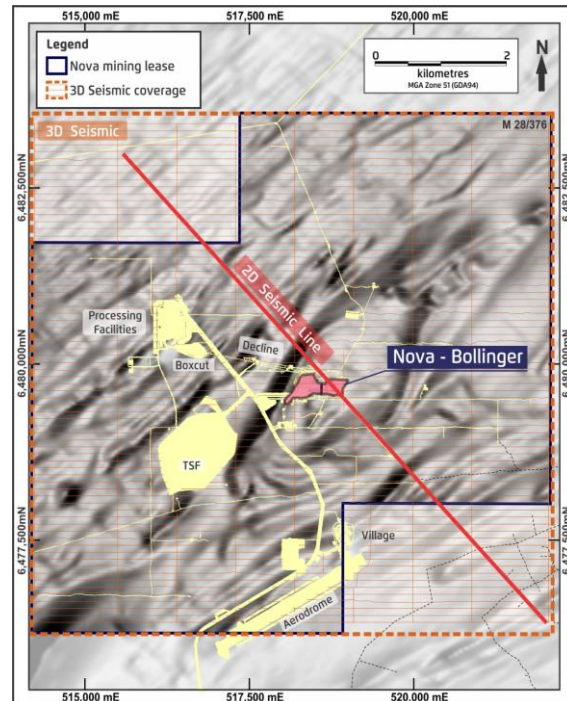 515,000 mE
517,500 mE
520,000 mE
Legend
Nova mining lease
3D Seismic coverage
0
2
kilometres
MGA Zone 51 (GDA94)
N
3D Seismic
M 28/376
6,482,500mN
6,482,500mN
2D Seismic Line
Processing
Facilities
Decline
Boxcut
Nova - Bollinger
6,480,000mN
6,480,000mN
TSF
Village
6,477,500mN
6,477,500mN
Aerodrome
515,000 mE
517,500 mE
520,000 mE